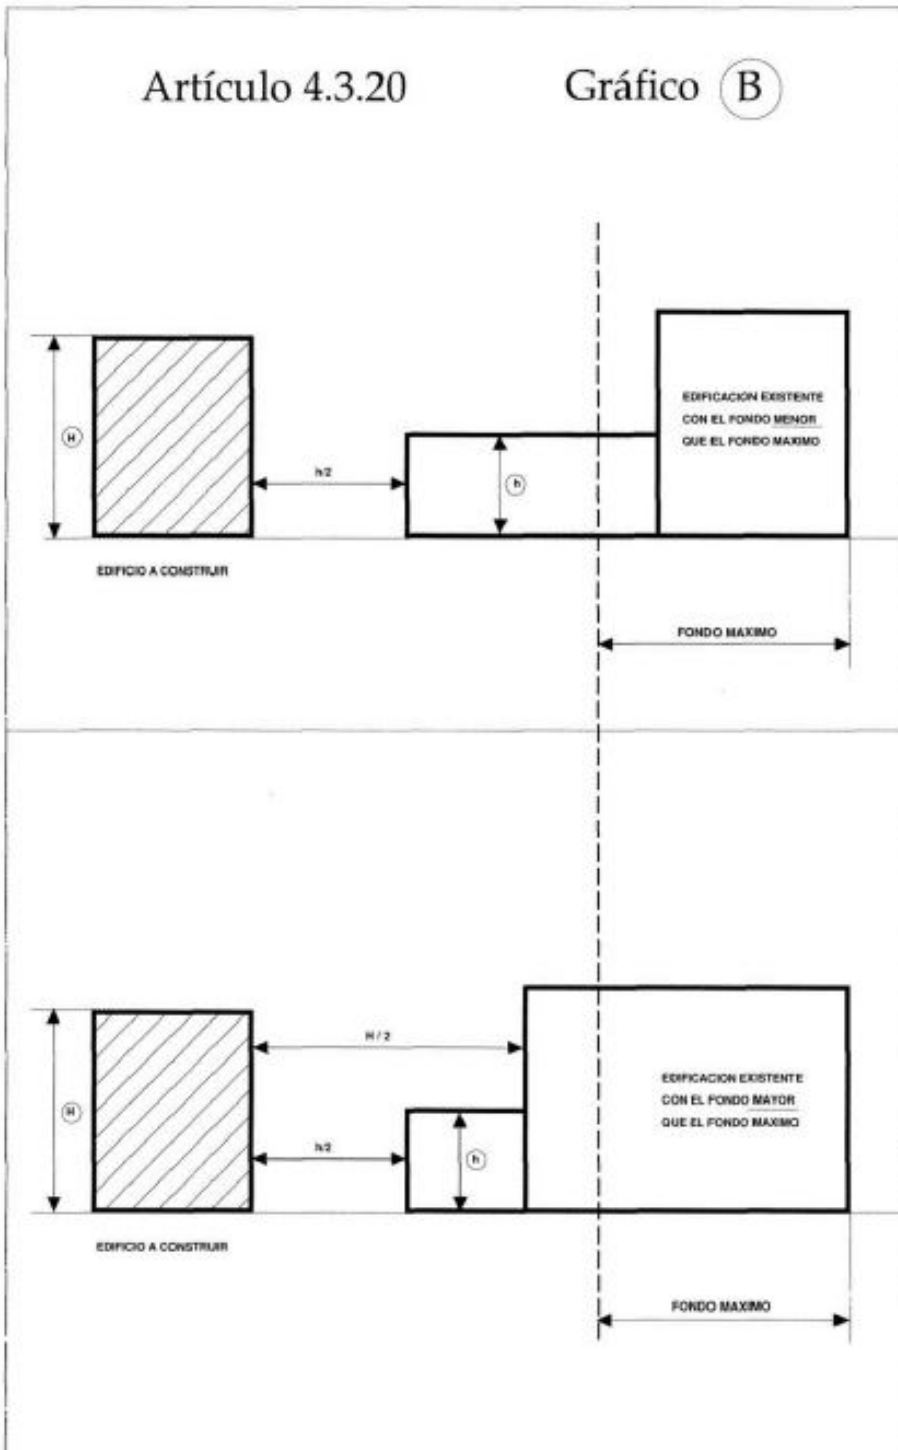 Artículo 4.3.20 Gráfico B
EDIFICACION EXISTENTE
CON EL FONDO MENOR
QUE EL FONDO MAXIMO
H
h/2
h
EDIFICIO A CONSTRUIR
FONDO MAXIMO
H / 2
EDIFICACION EXISTENTE
CON EL FONDO MAYOR
QUE EL FONDO MAXIMO
H
h/2
h
EDIFICIO A CONSTRUIR
FONDO MAXIMO